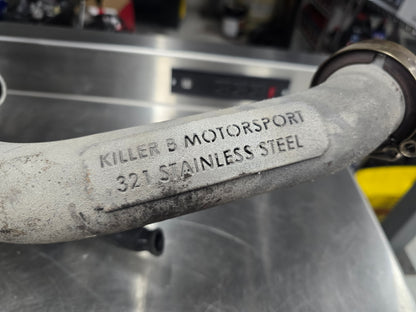 KILLER B MOTORSPORT
321 STAINLESS STEEL